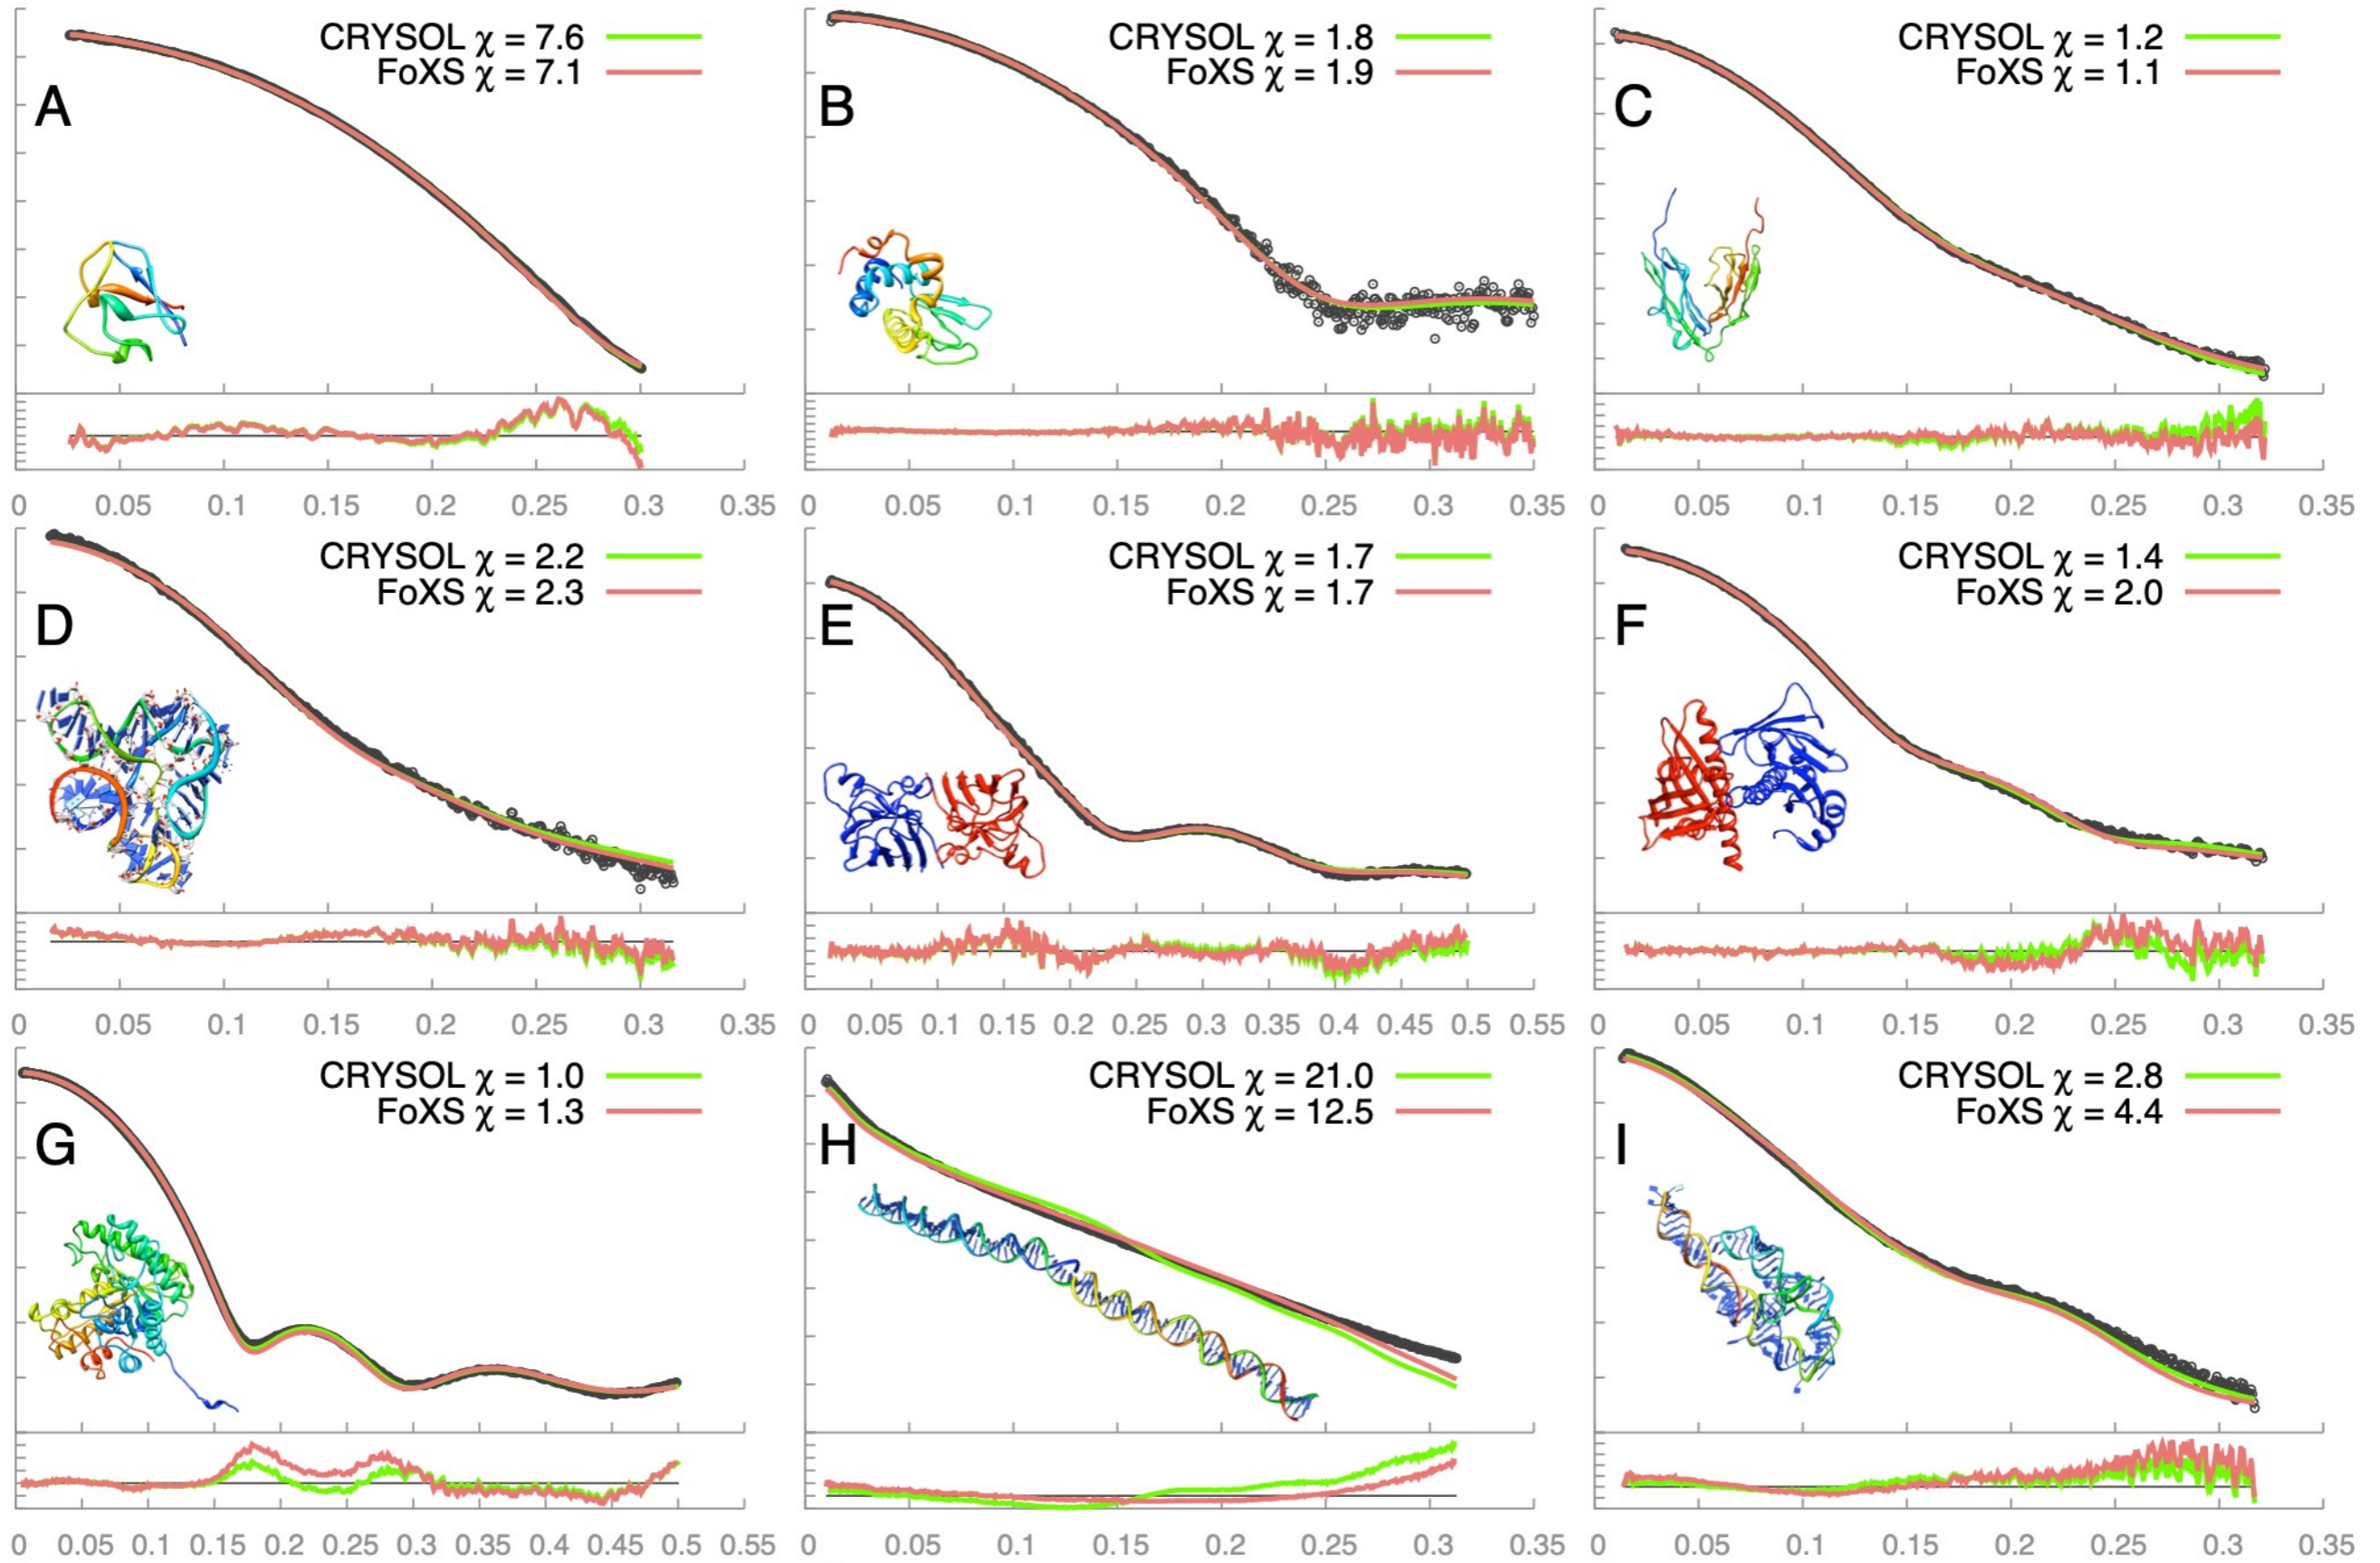 CRYSOL χ = 7.6
FoXS χ = 7.1
A
0 0.05 0.1 0.15 0.2 0.25 0.3 0.35
CRYSOL χ = 1.8
FoXS χ = 1.9
B
0 0.05 0.1 0.15 0.2 0.25 0.3 0.35
CRYSOL χ = 1.2
FoXS χ = 1.1
C
0 0.05 0.1 0.15 0.2 0.25 0.3 0.35
CRYSOL χ = 2.2
FoXS χ = 2.3
D
0 0.05 0.1 0.15 0.2 0.25 0.3 0.35
CRYSOL χ = 1.7
FoXS χ = 1.7
E
0 0.05 0.1 0.15 0.2 0.25 0.3 0.35 0.4 0.45 0.5 0.55
CRYSOL χ = 1.4
FoXS χ = 2.0
F
0 0.05 0.1 0.15 0.2 0.25 0.3 0.35
CRYSOL χ = 1.0
FoXS χ = 1.3
G
0 0.05 0.1 0.15 0.2 0.25 0.3 0.35 0.4 0.45 0.5 0.55
CRYSOL χ = 21.0
FoXS χ = 12.5
H
0 0.05 0.1 0.15 0.2 0.25 0.3 0.35
CRYSOL χ = 2.8
FoXS χ = 4.4
I
0 0.05 0.1 0.15 0.2 0.25 0.3 0.35